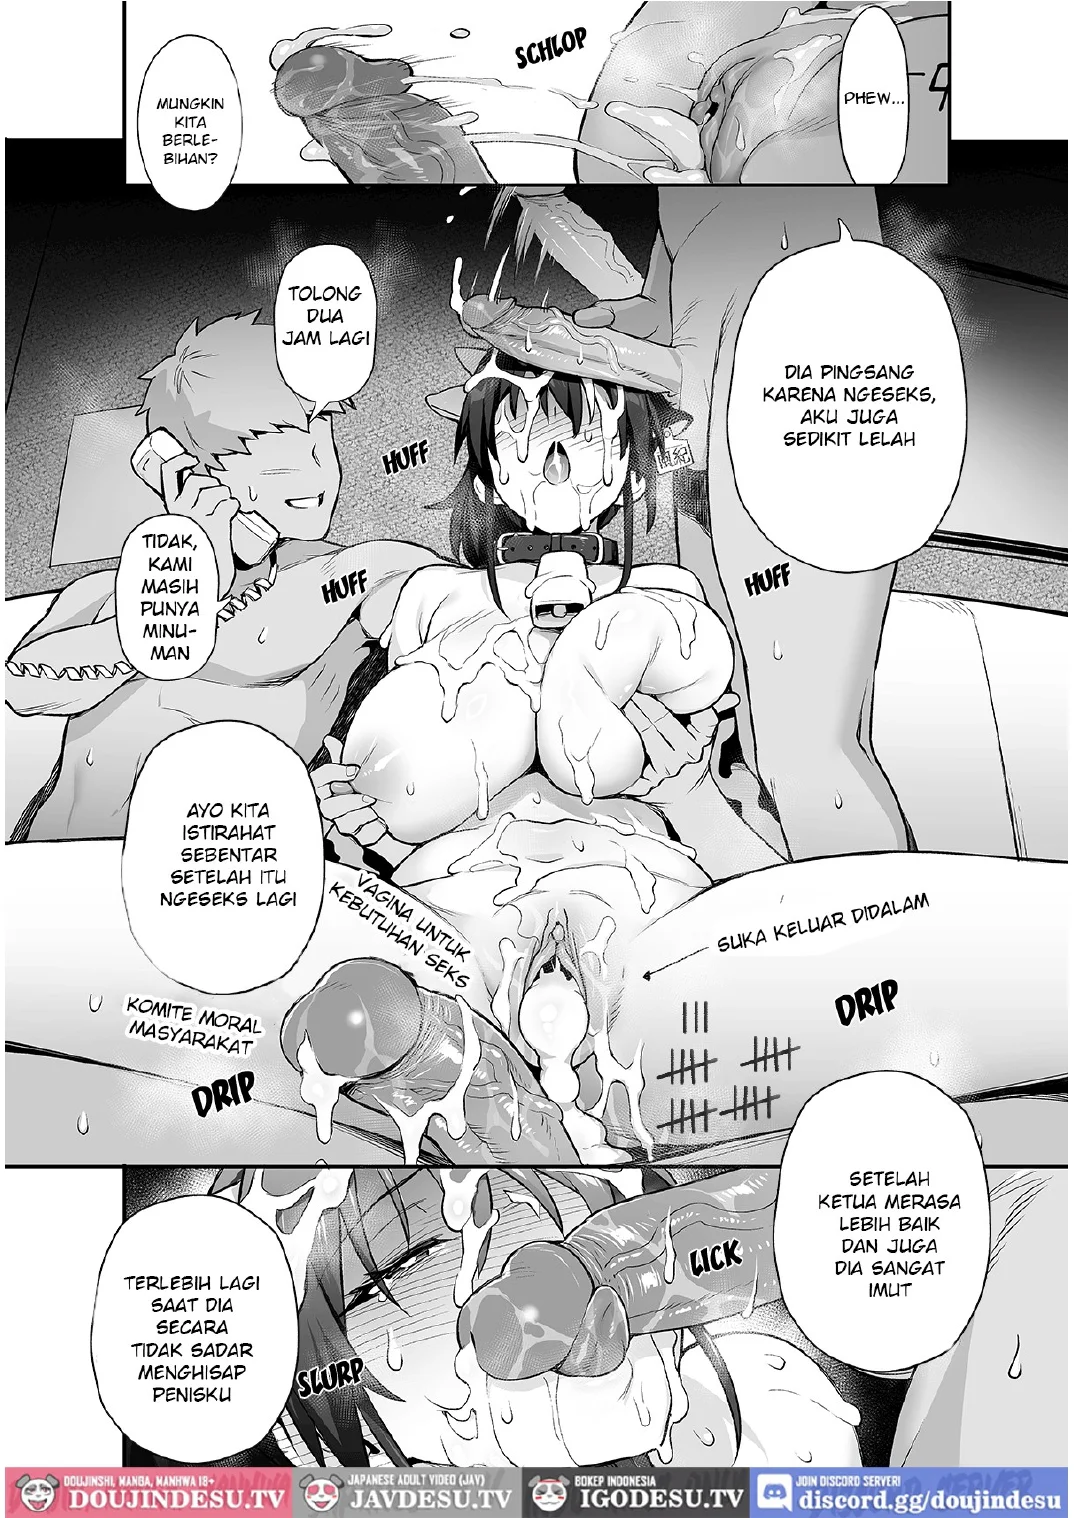 SCHLOP
PHEW...
MUNGKIN
KITA
BERLE-
BIHAN?
TOLONG
DUA
JAM LAGI
DIA PINGSANG
KARENA NGESEKS,
AKU JUGA
SEDIKIT LELAH
HUFF
風紀
TIDAK,
KAMI
MASIH
PUNYA
MINU-
MAN
HUFF
HUFF
AYO KITA
ISTIRAHAT
SEBENTAR
SETELAH ITU
NGESEKS LAGI
VAGINA UNTUK
KEBUTUHAN SEKS
SUKA KELUAR DIDALAM
KOMITE MORAL
MASYARAKAT
DRIP
DRIP
SETELAH
KETUA MERASA
LEBIH BAIK
DAN JUGA
DIA SANGAT
IMUT
LICK
TERLEBIH LAGI
SAAT DIA
SECARA
TIDAK SADAR
MENGHISAP
PENISKU
SLURP
DOUJINSHI, MANGA, MANHWA 18+
DOUJINDESU.TV
JAPANESE ADULT VIDEO (JAV)
JAVDESU.TV
BOKEP INDONESIA
IGODESU.TV
JOIN DISCORD SERVER!
discord.gg/doujindesu